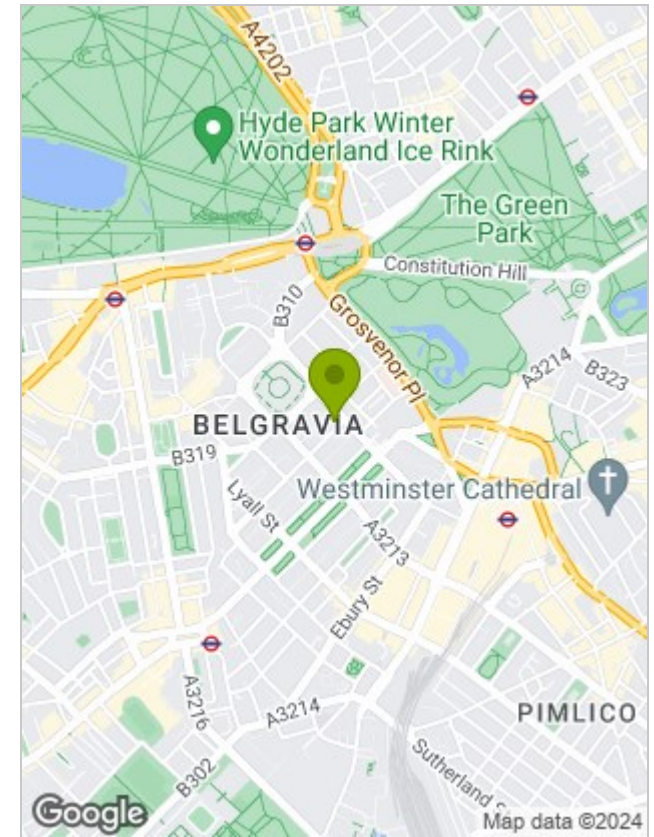 A4202
Hyde Park Winter
Wonderland Ice Rink
The Green
Park
Constitution Hill
B310
Grosvenor Pl
A3214
B323
BELGRAVIA
B319
Westminster Cathedral
Lyall St
A3213
Ebury St
A3216
A3214
PIMLICO
B302
Sutherland S
Google
Map data ©2024